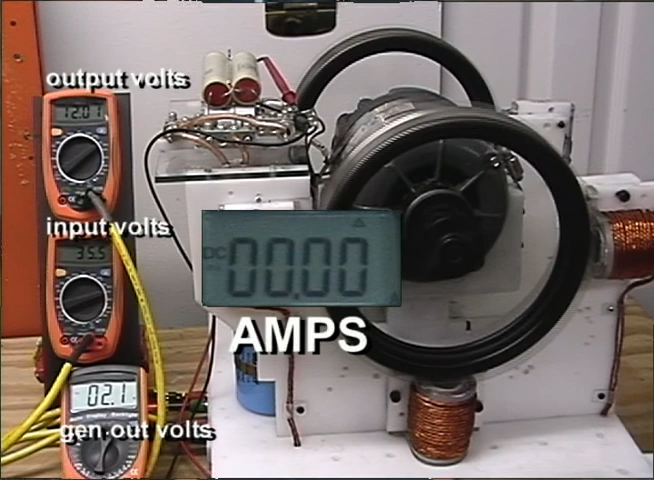 output volts
12.01
input volts
35.5
DC
00.00
AMPS
02.1
gen out volts